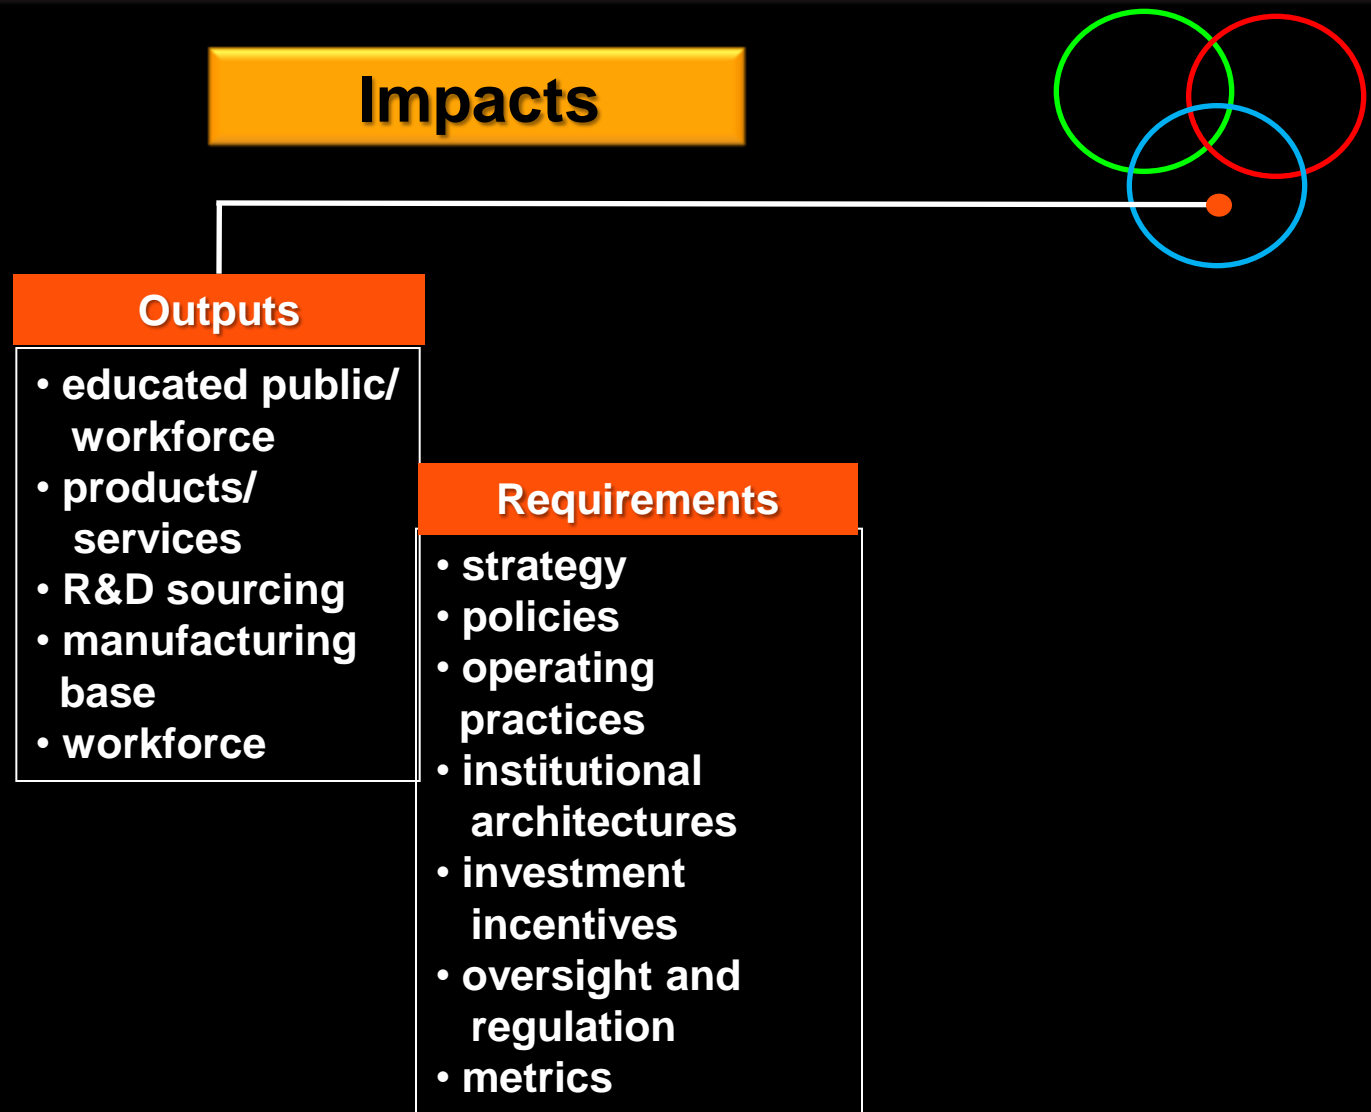 Impacts
Outputs
• educated public/
workforce
• products/
services
• R&D sourcing
• manufacturing
base
• workforce
Requirements
• strategy
• policies
• operating
practices
• institutional
architectures
• investment
incentives
• oversight and
regulation
• metrics